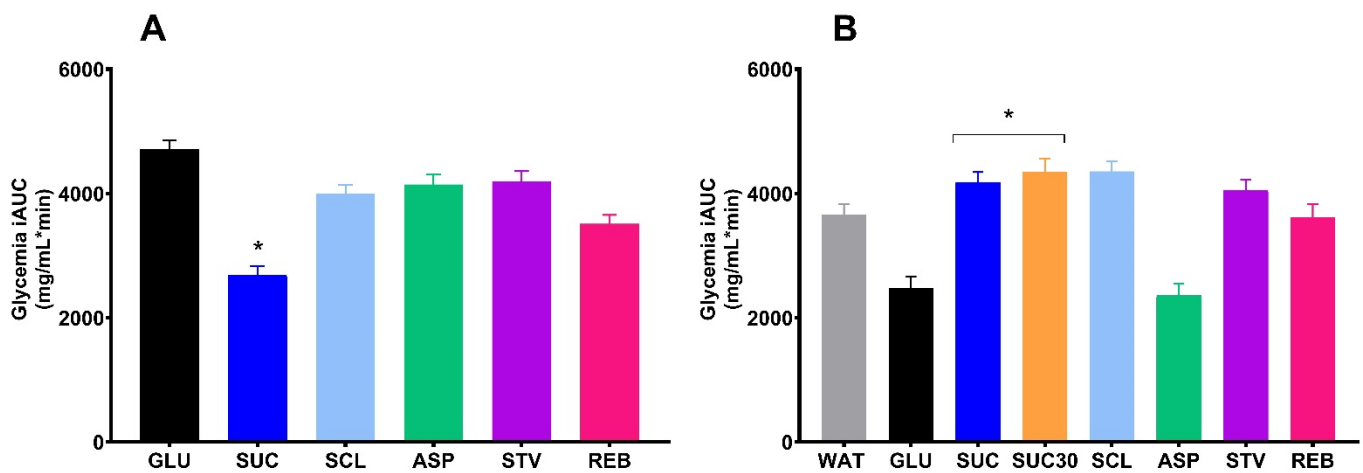 A
Glycemia iAUC
(mg/mL*min)
6000
4000
2000
0
*
GLU SUC SCL ASP STV REB
B
Glycemia iAUC
(mg/mL*min)
6000
4000
2000
0
*
WAT GLU SUC SUC30 SCL ASP STV REB